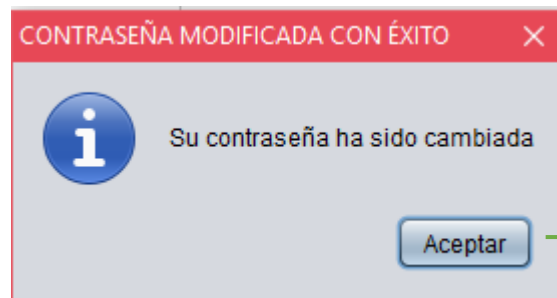 CONTRASEÑA MODIFICADA CON ÉXITO
Su contraseña ha sido cambiada
Aceptar